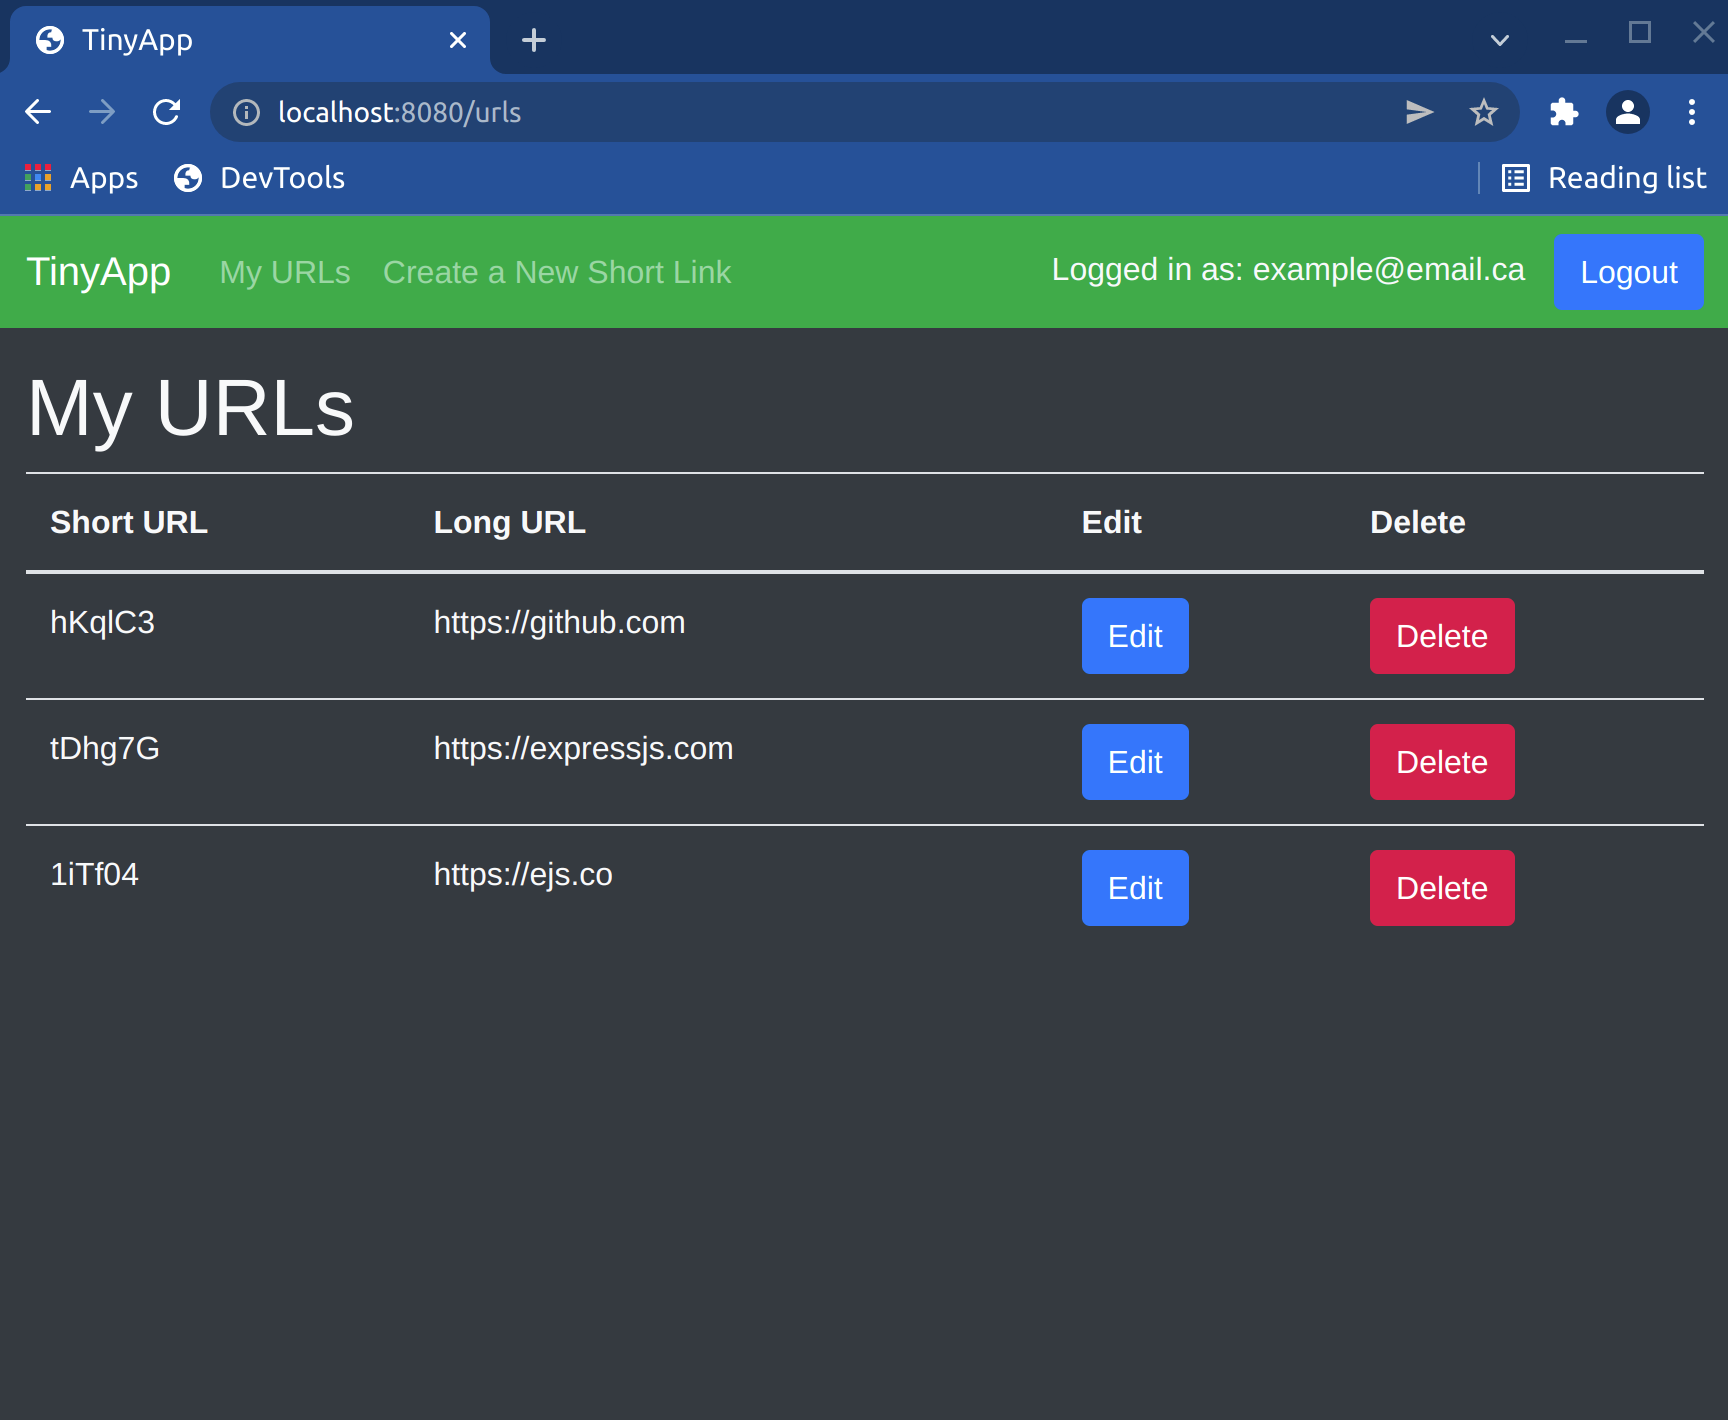 TinyApp
localhost:8080/urls
Apps DevTools Reading list
TinyApp My URLs Create a New Short Link Logged in as: example@email.ca Logout
My URLs
Short URL Long URL Edit Delete
hKqlC3 https://github.com Edit Delete
tDhg7G https://expressjs.com Edit Delete
1iTf04 https://ejs.co Edit Delete